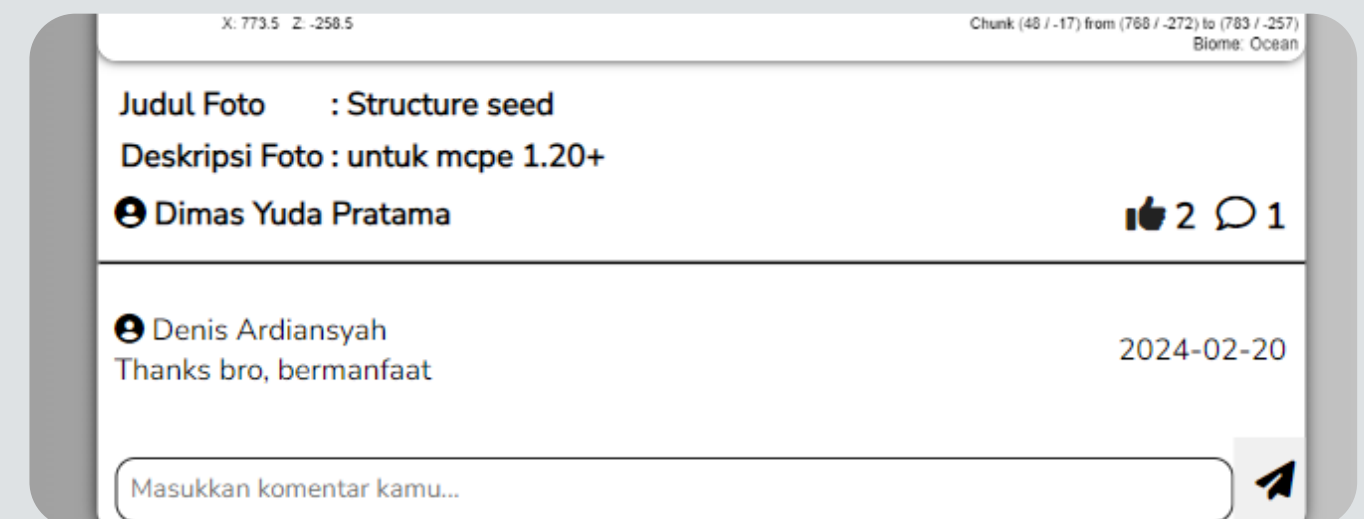 X: 773.5 Z: -258.5
Chunk (48 / -17) from (768 / -272) to (783 / -257)
Biome: Ocean
Judul Foto : Structure seed
Deskripsi Foto : untuk mcpe 1.20+
Dimas Yuda Pratama 2 1
Denis Ardiansyah
Thanks bro, bermanfaat
2024-02-20
Masukkan komentar kamu...